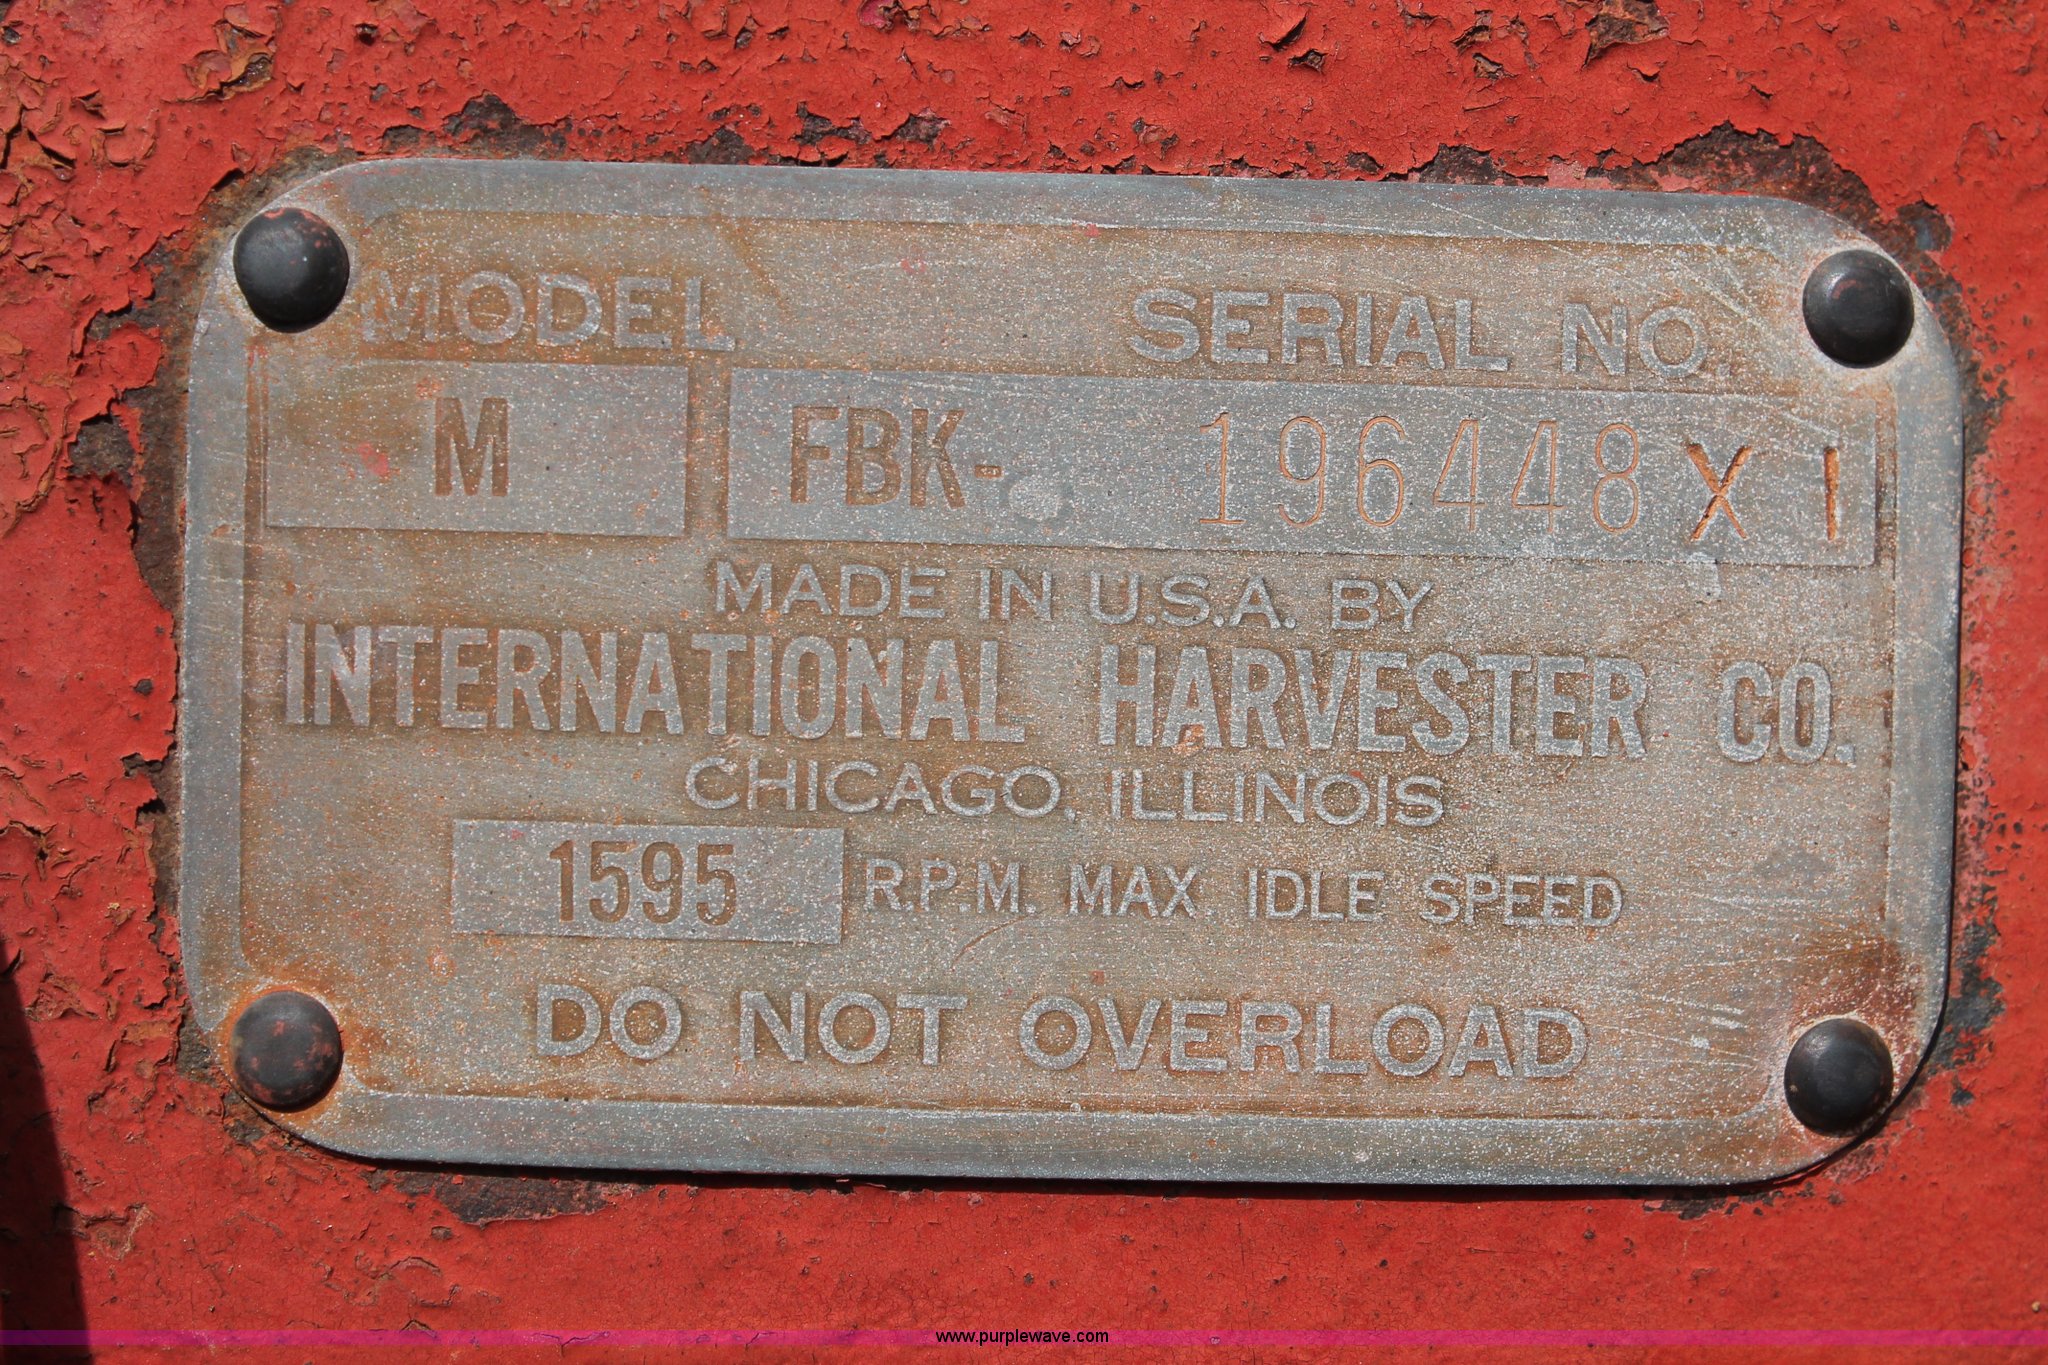 MODEL SERIAL NO.
M FBK- 196448 X 1
MADE IN U.S.A. BY
INTERNATIONAL HARVESTER CO.
CHICAGO, ILLINOIS
1595 R.P.M. MAX. IDLE SPEED
DO NOT OVERLOAD
www.purplewave.com